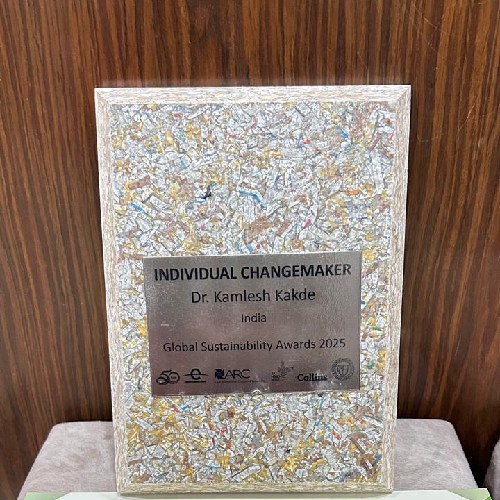 INDIVIDUAL CHANGEMAKER
Dr. Kamlesh Kakde
India
Global Sustainability Awards 2025
ARC
Collins